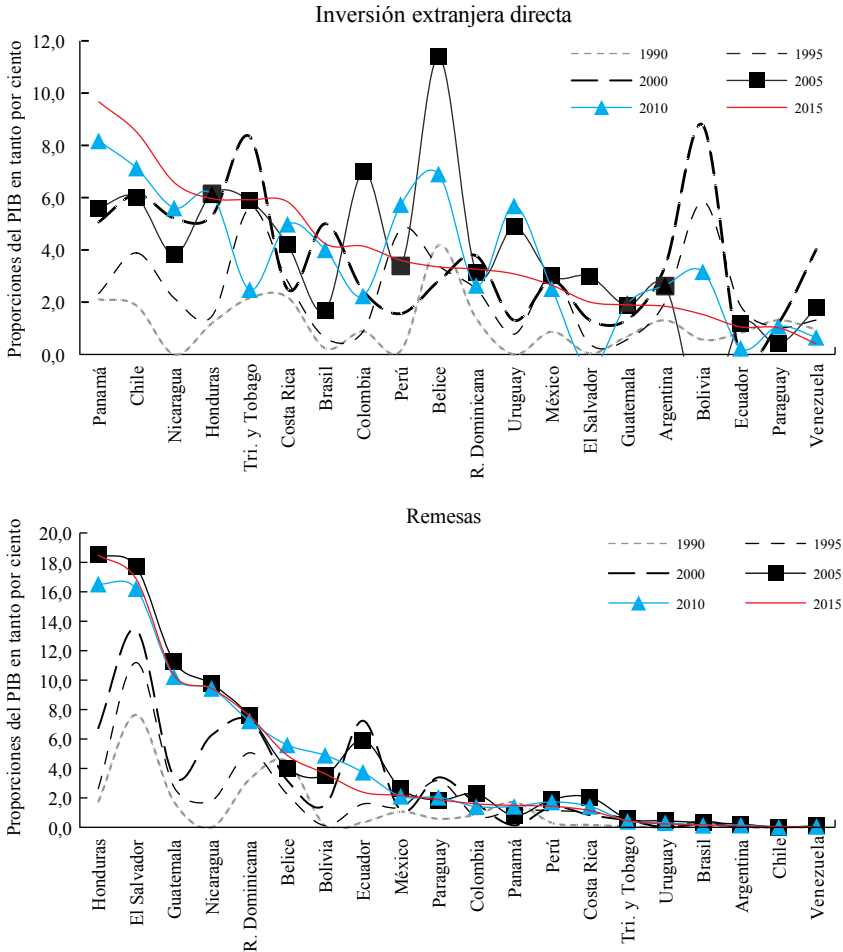 Inversión extranjera directa
Proporciones del PIB en tanto por ciento
12,0
10,0
8,0
6,0
4,0
2,0
0,0
1990
1995
2000
2005
2010
2015
Panamá
Chile
Nicaragua
Honduras
Tri. y Tobago
Costa Rica
Brasil
Colombia
Perú
Belice
R. Dominicana
Uruguay
México
El Salvador
Guatemala
Argentina
Bolivia
Ecuador
Paraguay
Venezuela
Remesas
Proporciones del PIB en tanto por ciento
20,0
18,0
16,0
14,0
12,0
10,0
8,0
6,0
4,0
2,0
0,0
1990
1995
2000
2005
2010
2015
Honduras
El Salvador
Guatemala
Nicaragua
R. Dominicana
Belice
Bolivia
Ecuador
México
Paraguay
Colombia
Panamá
Perú
Costa Rica
Tri. y Tobago
Uruguay
Brasil
Argentina
Chile
Venezuela